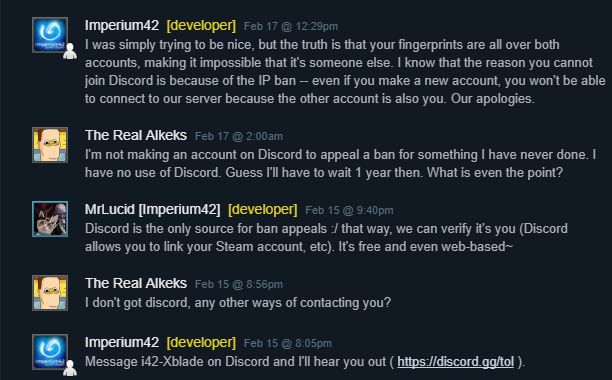 Imperium42 [developer] Feb 17 @ 12:29pm
I was simply trying to be nice, but the truth is that your fingerprints are all over both
accounts, making it impossible that it's someone else. I know that the reason you cannot
join Discord is because of the IP ban -- even if you make a new account, you won't be able
to connect to our server because the other account is also you. Our apologies.
The Real Alkeks Feb 17 @ 2:00am
I'm not making an account on Discord to appeal a ban for something I have never done. I
have no use of Discord. Guess I'll have to wait 1 year then. What is even the point?
MrLucid [Imperium42] [developer] Feb 15 @ 9:40pm
Discord is the only source for ban appeals :/ that way, we can verify it's you (Discord
allows you to link your Steam account, etc). It's free and even web-based~
The Real Alkeks Feb 15 @ 8:56pm
I don't got discord, any other ways of contacting you?
Imperium42 [developer] Feb 15 @ 8:05pm
Message i42-Xblade on Discord and I'll hear you out ( https://discord.gg/tol ).